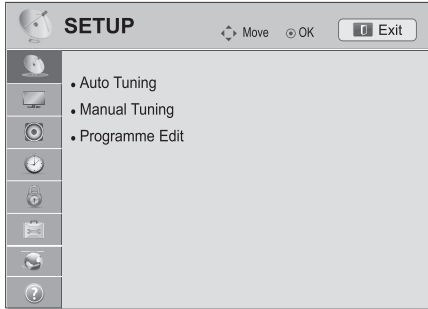 SETUP
Move OK Exit
• Auto Tuning
• Manual Tuning
• Programme Edit
?